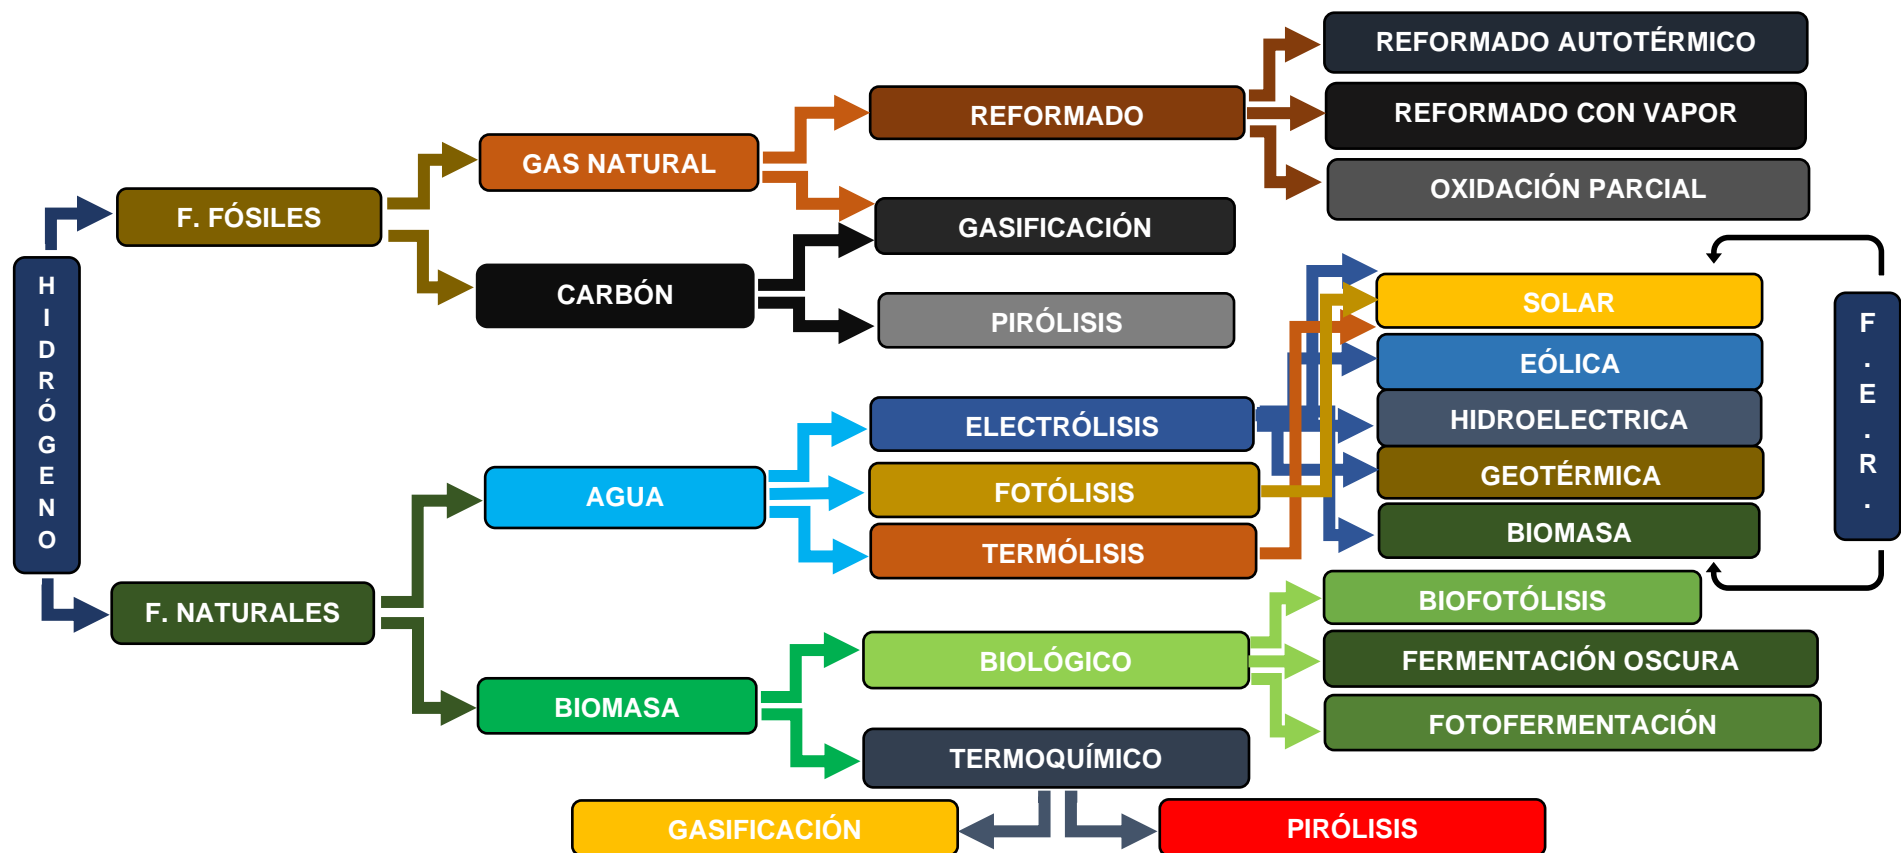 HIDRÓGENO
F. FÓSILES
F. NATURALES
GAS NATURAL
CARBÓN
AGUA
BIOMASA
REFORMADO
GASIFICACIÓN
PIRÓLISIS
ELECTRÓLISIS
FOTÓLISIS
TERMÓLISIS
BIOLÓGICO
TERMOQUÍMICO
GASIFICACIÓN
PIRÓLISIS
REFORMADO AUTOTÉRMICO
REFORMADO CON VAPOR
OXIDACIÓN PARCIAL
SOLAR
EÓLICA
HIDROELECTRICA
GEOTÉRMICA
BIOMASA
BIOFOTÓLISIS
FERMENTACIÓN OSCURA
FOTOFERMENTACIÓN
F.E.R.